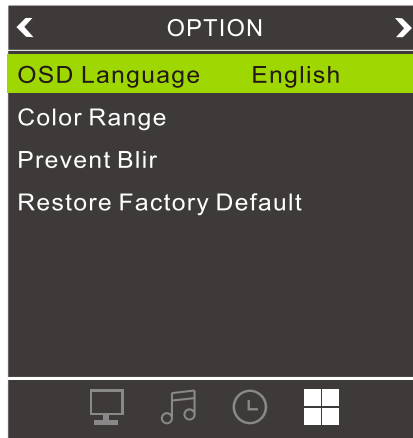 OPTION
OSD Language English
Color Range
Prevent Blir
Restore Factory Default